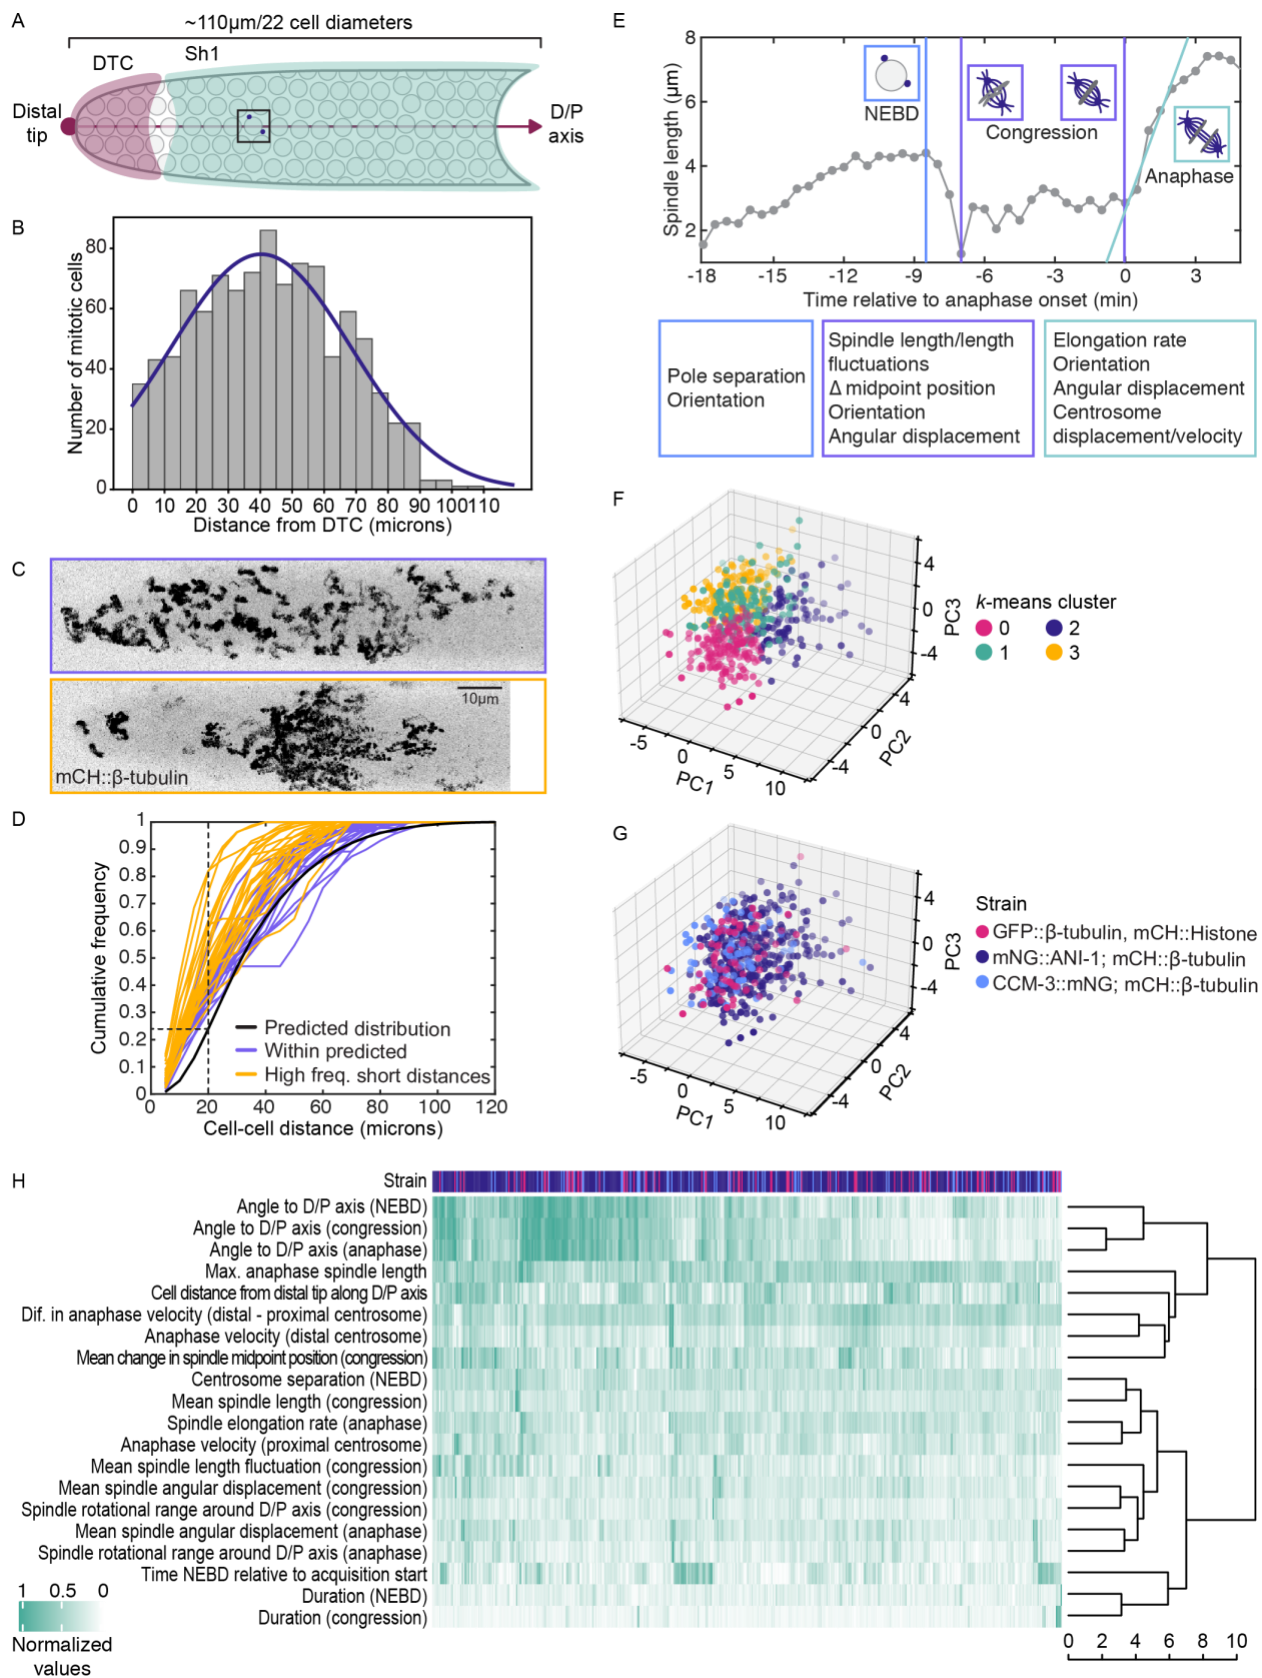 A
~110µm/22 cell diameters
DTC
Sh1
Distal
tip
D/P
axis
B
Number of mitotic cells
80
60
40
20
0
0 10 20 30 40 50 60 70 80 90 100 110
Distance from DTC (microns)
C
10µm
mCH::β-tubulin
D
Cumulative frequency
1
0.9
0.8
0.7
0.6
0.5
0.4
0.3
0.2
0.1
0
Predicted distribution
Within predicted
High freq. short distances
0 20 40 60 80 100 120
Cell-cell distance (microns)
E
Spindle length (µm)
8
6
4
2
NEBD
Congression
Anaphase
-18 -15 -12 -9 -6 -3 0 3
Time relative to anaphase onset (min)
Pole separation
Orientation
Spindle length/length
fluctuations
Δ midpoint position
Orientation
Angular displacement
Elongation rate
Orientation
Angular displacement
Centrosome
displacement/velocity
F
4
0
-4
PC3
4
0
-4
PC2
-5 0 5 10
PC1
k-means cluster
0 2
1 3
G
4
0
-4
PC3
4
0
-4
PC2
-5 0 5 10
PC1
Strain
GFP::β-tubulin, mCH::Histone
mNG::ANI-1; mCH::β-tubulin
CCM-3::mNG; mCH::β-tubulin
H
Strain
Angle to D/P axis (NEBD)
Angle to D/P axis (congression)
Angle to D/P axis (anaphase)
Max. anaphase spindle length
Cell distance from distal tip along D/P axis
Dif. in anaphase velocity (distal - proximal centrosome)
Anaphase velocity (distal centrosome)
Mean change in spindle midpoint position (congression)
Centrosome separation (NEBD)
Mean spindle length (congression)
Spindle elongation rate (anaphase)
Anaphase velocity (proximal centrosome)
Mean spindle length fluctuation (congression)
Mean spindle angular displacement (congression)
Spindle rotational range around D/P axis (congression)
Mean spindle angular displacement (anaphase)
Spindle rotational range around D/P axis (anaphase)
Time NEBD relative to acquisition start
Duration (NEBD)
Duration (congression)
1 0.5 0
Normalized
values
0 2 4 6 8 10